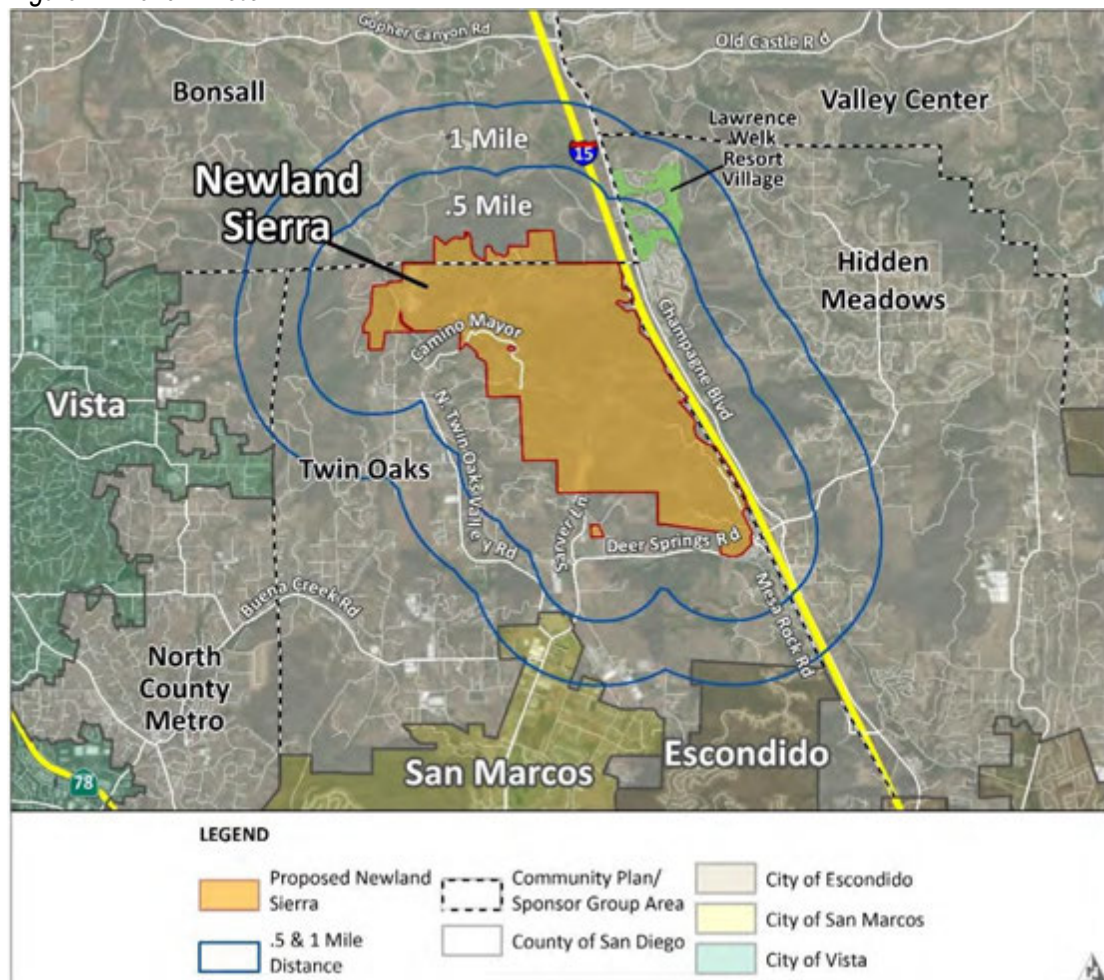 Gopher Canyon Rd
Old Castle Rd
Bonsall
Valley Center
1 Mile
Lawrence
Welk
Resort
Village
15
Newland
Sierra
.5 Mile
Hidden
Meadows
Champagne Blvd
Camino Mayor
Vista
N. Twin Oaks Valley Rd
Twin Oaks
Sarver Ln
Deer Springs Rd
Mesa Rock Rd
Buena Creek Rd
North
County
Metro
San Marcos
Escondido
78
LEGEND
Proposed Newland
Sierra
.5 & 1 Mile
Distance
Community Plan/
Sponsor Group Area
County of San Diego
City of Escondido
City of San Marcos
City of Vista